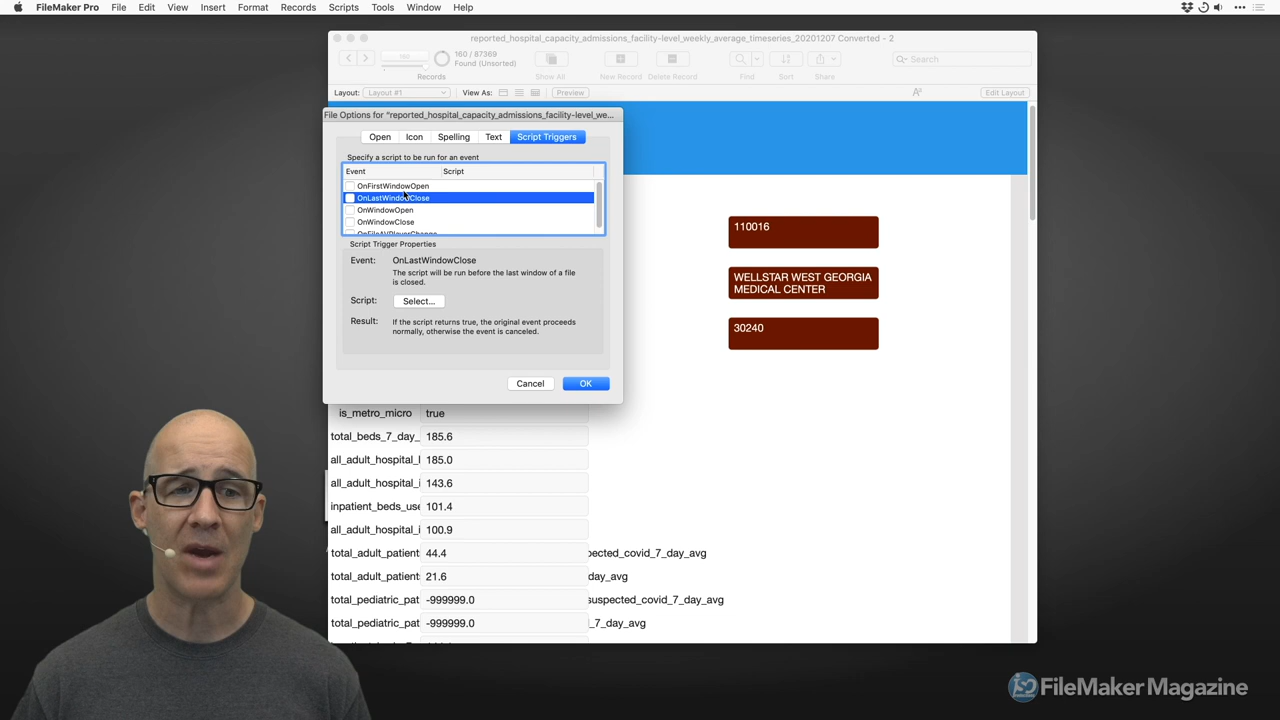 FileMaker Pro File Edit View Insert Format Records Scripts Tools Window Help
reported_hospital_capacity_admissions_facility-level_weekly_average_timeseries_20201207 Converted - 2
160 / 87369
Found (Unsorted)
Records
Show All
New Record
Delete Record
Find
Sort
Share
Search
Layout: Layout #1 View As: Preview Edit Layout
File Options for "reported_hospital_capacity_admissions_facility-level_we...
Open Icon Spelling Text Script Triggers
Specify a script to be run for an event
Event Script
OnFirstWindowOpen
OnLastWindowClose
OnWindowOpen
OnWindowClose
OnFileAVPlayerChange
Script Trigger Properties
Event: OnLastWindowClose
The script will be run before the last window of a file
is closed.
Script: Select...
Result: If the script returns true, the original event proceeds
normally, otherwise the event is canceled.
Cancel OK
110016
WELLSTAR WEST GEORGIA
MEDICAL CENTER
30240
is_metro_micro true
total_beds_7_day_ 185.6
all_adult_hospital_ 185.0
all_adult_hospital_i 143.6
inpatient_beds_use 101.4
all_adult_hospital_i 100.9
total_adult_patient 44.4 pected_covid_7_day_avg
total_adult_patient 21.6 day_avg
total_pediatric_pat -999999.0 suspected_covid_7_day_avg
total_pediatric_pat -999999.0 _7_day_avg
FileMaker Magazine